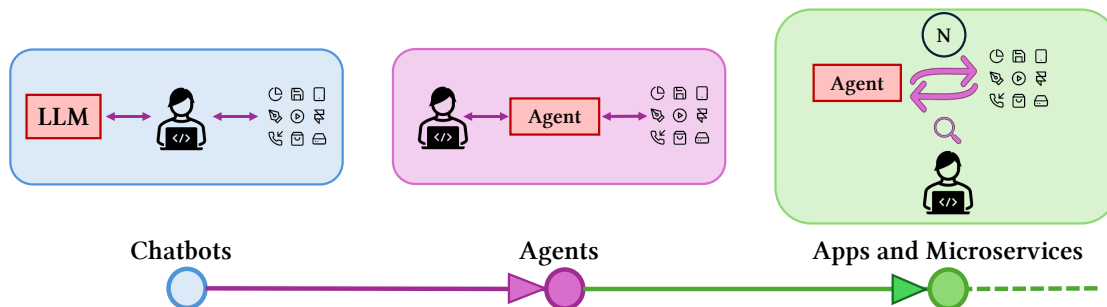 N
LLM
</>
</>
Agent
Agent
</>
Chatbots
Agents
Apps and Microservices